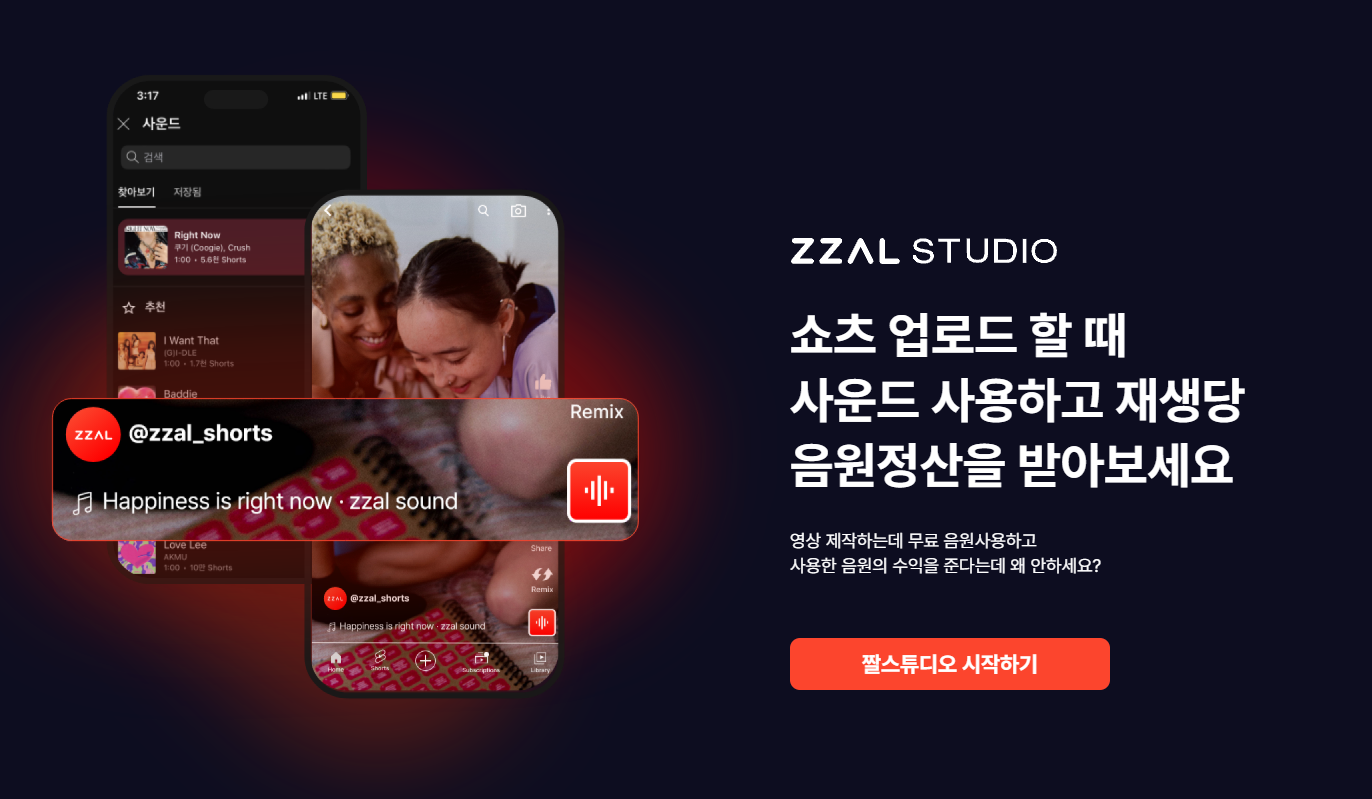 3:17
LTE
사운드
검색
찾아보기 저장됨
Right Now
쿠기 (Coogie), Crush
1:00 · 5.6천 Shorts
추천
I Want That
(G)I-DLE
1:00 · 1.7천 Shorts
Baddie
Remix
ZZAL
@zzal_shorts
Happiness is right now · zzal sound
Love Lee
AKMU
1:00 · 10만 Shorts
Share
Remix
ZZAL
@zzal_shorts
Happiness is right now · zzal sound
Home Shorts Subscriptions Library
ZZAL STUDIO
쇼츠 업로드 할 때
사운드 사용하고 재생당
음원정산을 받아보세요
영상 제작하는데 무료 음원사용하고
사용한 음원의 수익을 준다는데 왜 안하세요?
짤스튜디오 시작하기